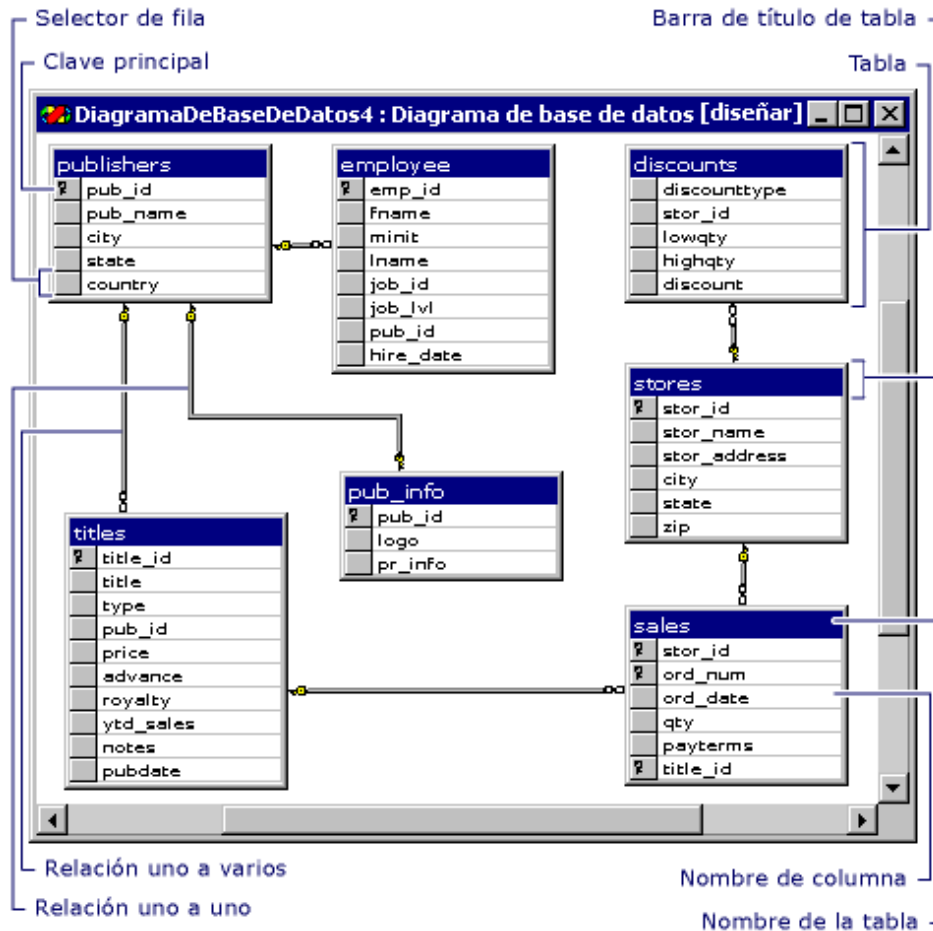 Selector de fila
Barra de título de tabla
Clave principal
Tabla
DiagramaDeBaseDeDatos4 : Diagrama de base de datos [diseñar]
publishers
pub_id
pub_name
city
state
country
employee
emp_id
fname
minit
lname
job_id
job_lvl
pub_id
hire_date
discounts
discounttype
stor_id
lowqty
highqty
discount
stores
stor_id
stor_name
stor_address
city
state
zip
pub_info
pub_id
logo
pr_info
titles
title_id
title
type
pub_id
price
advance
royalty
ytd_sales
notes
pubdate
sales
stor_id
ord_num
ord_date
qty
payterms
title_id
Relación uno a varios
Nombre de columna
Relación uno a uno
Nombre de la tabla